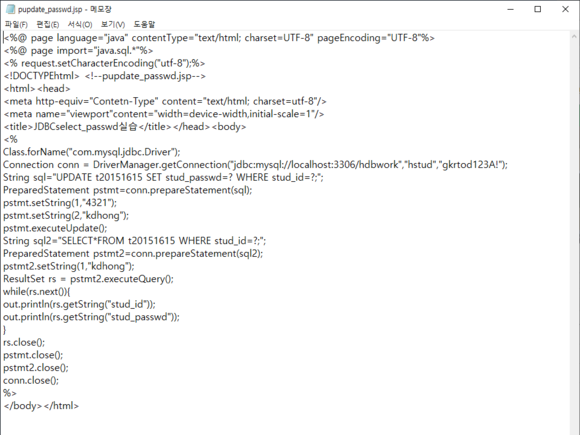 pupdate_passwd.jsp - 메모장
파일(F) 편집(E) 서식(O) 보기(V) 도움말
<%@ page language="java" contentType="text/html; charset=UTF-8" pageEncoding="UTF-8"%>
<%@ page import="java.sql.*"%>
<% request.setCharacterEncoding("utf-8");%>
<!DOCTYPEhtml> <!--pupdate_passwd.jsp-->
<html><head>
<meta http-equiv="Contetn-Type" content="text/html; charset=utf-8"/>
<meta name="viewport"content="width=device-width,initial-scale=1"/>
<title>JDBCselect_passwd실습</title></head><body>
<%
Class.forName("com.mysql.jdbc.Driver");
Connection conn = DriverManager.getConnection("jdbc:mysql://localhost:3306/hdbwork","hstud","gkrtod123A!");
String sql="UPDATE t20151615 SET stud_passwd=? WHERE stud_id=?;";
PreparedStatement pstmt=conn.prepareStatement(sql);
pstmt.setString(1,"4321");
pstmt.setString(2,"kdhong");
pstmt.executeUpdate();
String sql2="SELECT*FROM t20151615 WHERE stud_id=?;";
PreparedStatement pstmt2=conn.prepareStatement(sql2);
pstmt2.setString(1,"kdhong");
ResultSet rs = pstmt2.executeQuery();
while(rs.next()){
out.println(rs.getString("stud_id"));
out.println(rs.getString("stud_passwd"));
}
rs.close();
pstmt.close();
pstmt2.close();
conn.close();
%>
</body></html>